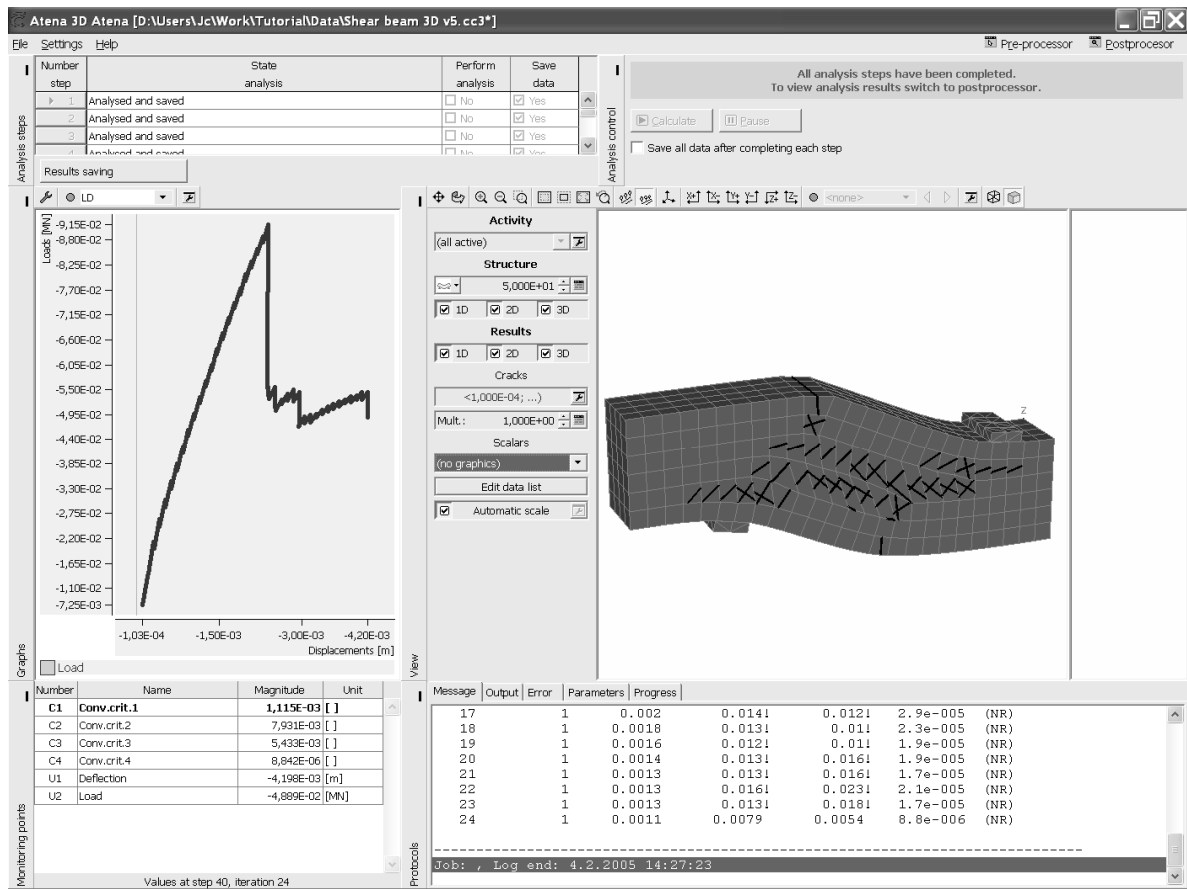 Atena 3D Atena [D:\Users\Jc\Work\Tutorial\Data\Shear beam 3D v5.cc3*]
File Settings Help
Pre-processor Postprocesor
Analysis steps
Number step State analysis Perform analysis Save data
1 Analysed and saved No Yes
2 Analysed and saved No Yes
3 Analysed and saved No Yes
4 Analysed and saved No Yes
Results saving
Analysis control
All analysis steps have been completed.
To view analysis results switch to postprocessor.
Calculate Pause
Save all data after completing each step
LD
Loads [MN]
-9,15E-02
-8,80E-02
-8,25E-02
-7,70E-02
-7,15E-02
-6,60E-02
-6,05E-02
-5,50E-02
-4,95E-02
-4,40E-02
-3,85E-02
-3,30E-02
-2,75E-02
-2,20E-02
-1,65E-02
-1,10E-02
-7,25E-03
-1,03E-04 -1,50E-03 -3,00E-03 -4,20E-03
Displacements [m]
Load
Graphs
<none>
Activity
(all active)
Structure
5,000E+01
1D 2D 3D
Results
1D 2D 3D
Cracks
<1,000E-04; ...)
Mult.: 1,000E+00
Scalars
(no graphics)
Edit data list
Automatic scale
View
Z
Monitoring points
Number Name Magnitude Unit
C1 Conv.crit.1 1,115E-03 [ ]
C2 Conv.crit.2 7,931E-03 [ ]
C3 Conv.crit.3 5,433E-03 [ ]
C4 Conv.crit.4 8,842E-06 [ ]
U1 Deflection -4,198E-03 [m]
U2 Load -4,889E-02 [MN]
Values at step 40, iteration 24
Protocols
Message Output Error Parameters Progress
17 1 0.002 0.014! 0.012! 2.9e-005 (NR)
18 1 0.0018 0.013! 0.01! 2.3e-005 (NR)
19 1 0.0016 0.012! 0.01! 1.9e-005 (NR)
20 1 0.0014 0.013! 0.016! 1.9e-005 (NR)
21 1 0.0013 0.013! 0.016! 1.7e-005 (NR)
22 1 0.0013 0.016! 0.023! 2.1e-005 (NR)
23 1 0.0013 0.013! 0.018! 1.7e-005 (NR)
24 1 0.0011 0.0079 0.0054 8.8e-006 (NR)
Job: , Log end: 4.2.2005 14:27:23